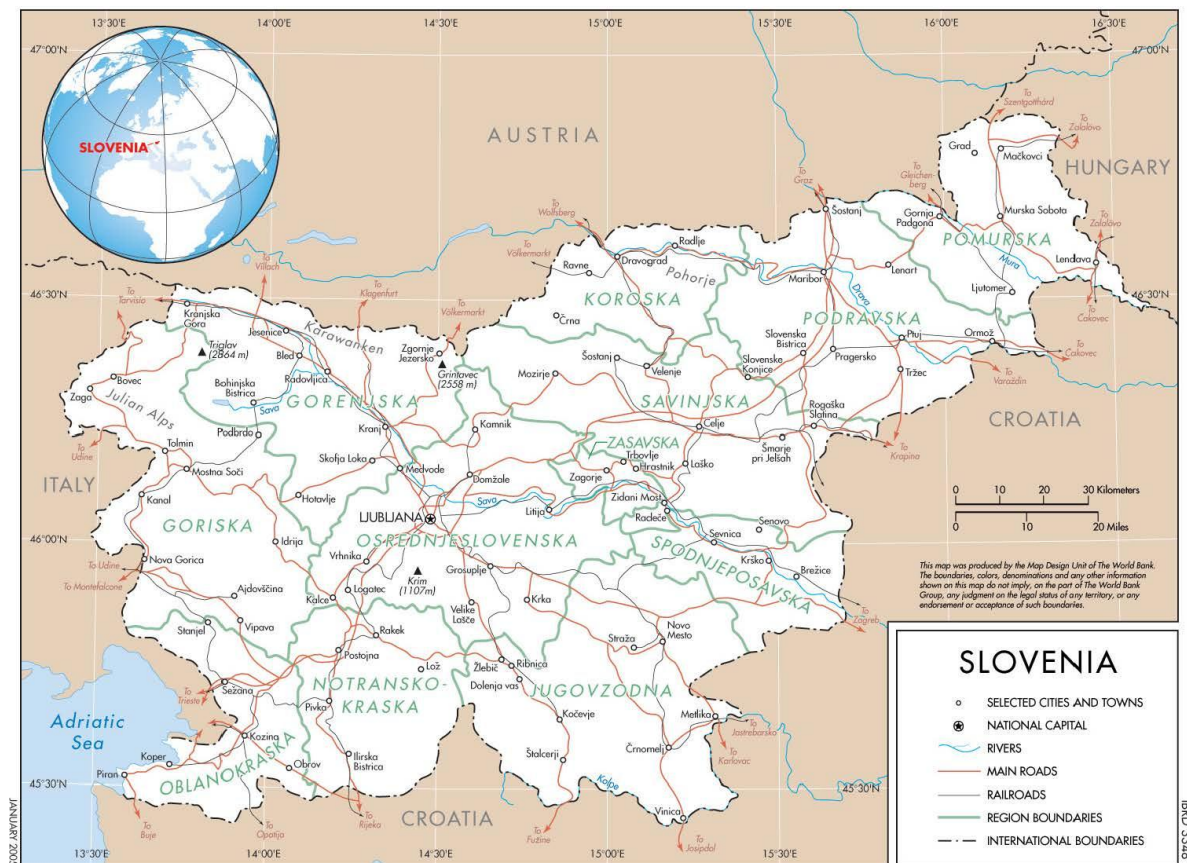 13°30'E
14°00'E
14°30'E
15°00'E
15°30'E
16°00'E
16°30'E
47°00'N
47°00'N
SLOVENIA
AUSTRIA
HUNGARY
To
Szentgotthárd
To
Zalalövo
Grad
Mačkovci
To
Graz
To
Gleichen-
berg
To
Wolfsberg
Šostanj
Gornja
Padgona
Murska Sobota
To
Zalalövo
POMURSKA
Radlje
To
Völkermarkt
Dravograd
Ravne
Pohorje
Maribor
Lenart
Mura
Lendava
To
Villach
To
Klagenfurt
To
Völkermarkt
KOROSKA
Drava
Ljutomer
46°30'N
46°30'N
To
Tarvisio
Kranjska
Gora
Jesenice
Karawanken
Črna
PODRAVSKA
To
Cakovec
Triglav
(2864 m)
Bled
Zgornje
Jezersko
Grintavec
(2558 m)
Šostanj
Velenje
Slovenska
Bistrica
Ptuj
Ormož
Pragersko
To
Cakovec
Bovec
Radovljica
Mozirje
Slovenske
Konjice
Tržec
To
Varaždin
Zaga
Bohinjska
Bistrica
Sava
GORENJSKA
SAVINJSKA
Rogaška
Slatina
CROATIA
Julian Alps
Podbrdo
Kranj
Kamnik
Celje
To
Udine
Tolmin
ZASAVSKA
Šmarje
pri Jelšah
To
Krapina
Mostna Soči
Skofja Loka
Medvode
Domžale
Trbovlje
Hrastnik
Laško
Zagorje
ITALY
Kanal
Hotavlje
Sava
Litija
Zidani Most
Radeče
10
0
10
20
30 Kilometers
0
10
20 Miles
LJUBLJANA
GORISKA
OSREDNJESLOVENSKA
Senovo
Sevnica
46°00'N
46°00'N
Idrija
Vrhnika
SPODNJEPOSAVSKA
Nova Gorica
To Udine
Krim
(1107m)
Grosuplje
Krško
Brežice
To Montefalcone
Ajdovščina
Kalce
Logatec
Velike
Lašče
Krka
To
Zagreb
This map was produced by the Map Design Unit of The World Bank.
The boundaries, colors, denominations and any other information
shown on this map do not imply, on the part of The World Bank
Group, any judgment on the legal status of any territory, or any
endorsement or acceptance of such boundaries.
Stanjel
Vipava
Rakek
Straža
Novo
Mesto
Postojna
Lož
Žlebič
Ribnica
Dolenja vas
NOTRANSKO-
KRASKA
JUGOVZODNA
To
Trieste
Sežana
Pivka
Kočevje
Metlika
To
Jastrebarsko
Adriatic
Sea
Kozina
Črnomelj
To
Karlovac
Koper
Ilirska
Bistrica
Štalcerji
Piran
OBLANOKRASKA
Obrov
45°30'N
45°30'N
Kolpe
Vinica
To
Buje
To
Opatija
To
Rijeka
CROATIA
To
Fužine
To
Josipdol
13°30'E
14°00'E
14°30'E
15°00'E
15°30'E
SLOVENIA
SELECTED CITIES AND TOWNS
NATIONAL CAPITAL
RIVERS
MAIN ROADS
RAILROADS
REGION BOUNDARIES
INTERNATIONAL BOUNDARIES